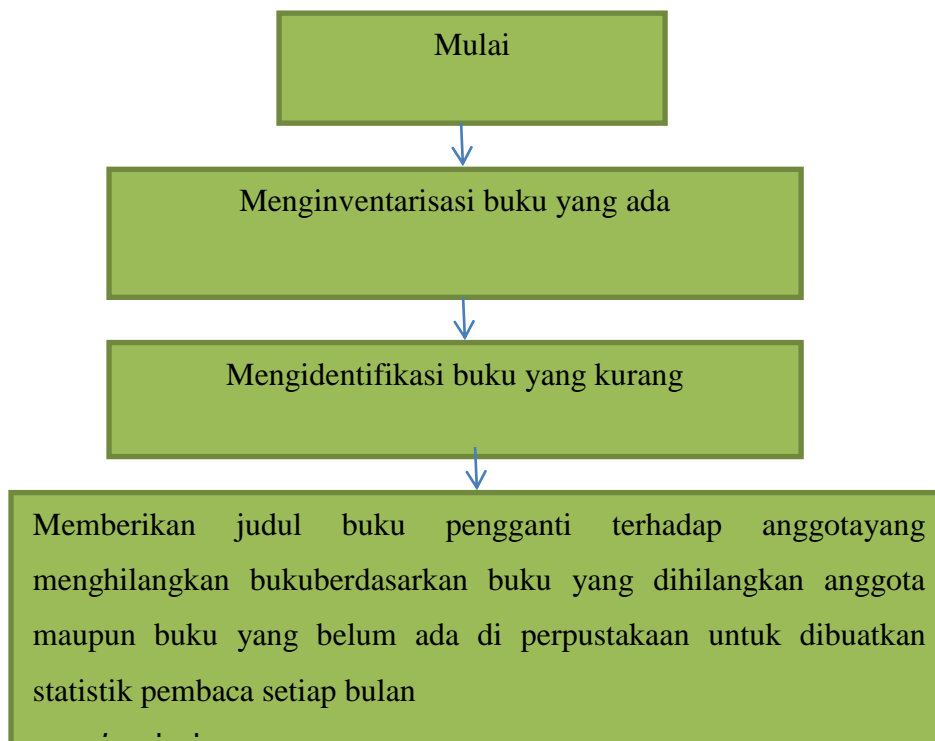 Mulai
Menginventarisasi buku yang ada
Mengidentifikasi buku yang kurang
Memberikan judul buku pengganti terhadap anggotayang
menghilangkan bukuberdasarkan buku yang dihilangkan anggota
maupun buku yang belum ada di perpustakaan untuk dibuatkan
statistik pembaca setiap bulan